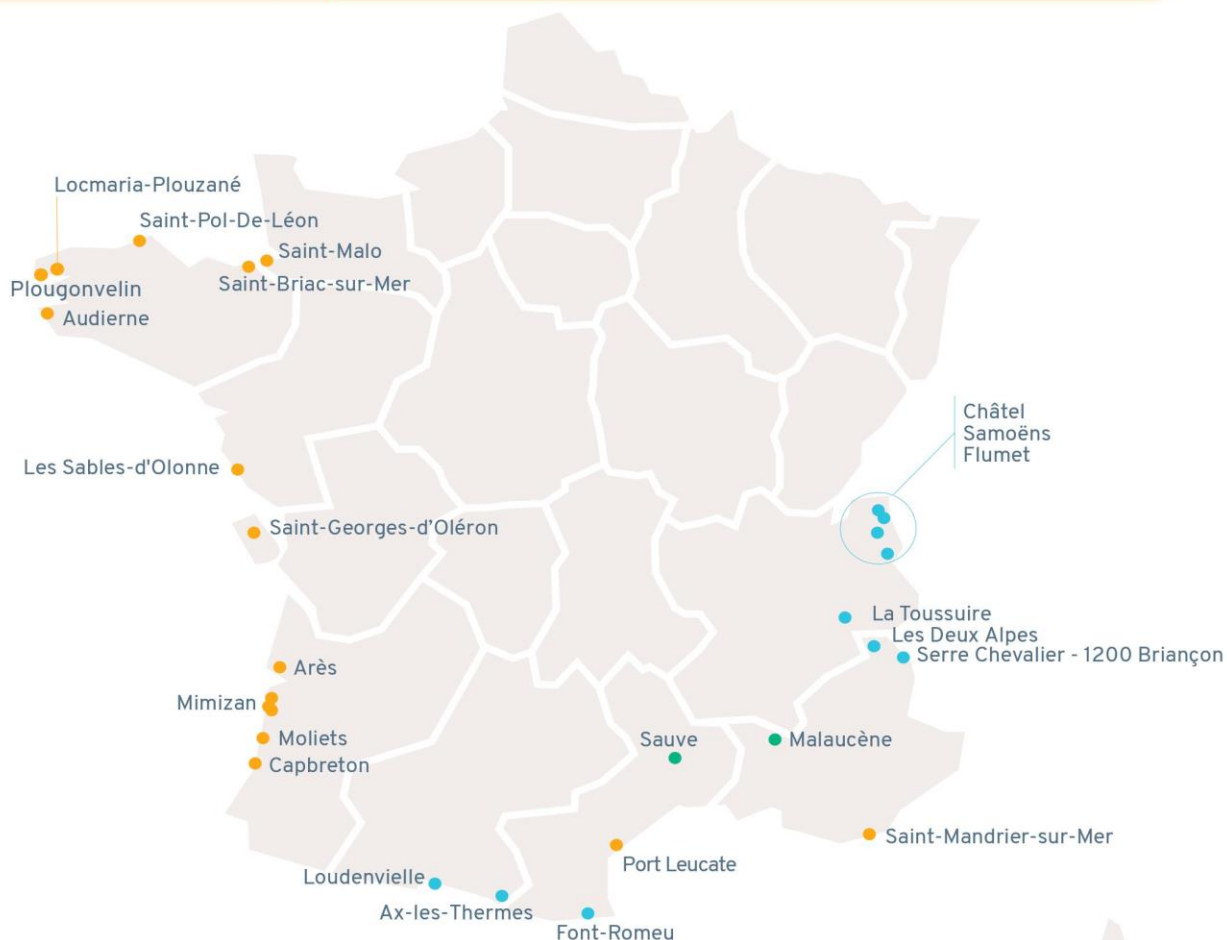 Locmaria-Plouzané
Saint-Pol-De-Léon
Saint-Malo
Saint-Briac-sur-Mer
Plougonvelin
Audierne
Châtel
Samoëns
Flumet
Les Sables-d'Olonne
Saint-Georges-d’Oléron
La Toussuire
Les Deux Alpes
Serre Chevalier - 1200 Briançon
Arès
Mimizan
Moliets
Capbreton
Sauve
Malaucène
Saint-Mandrier-sur-Mer
Port Leucate
Loudenvielle
Ax-les-Thermes
Font-Romeu